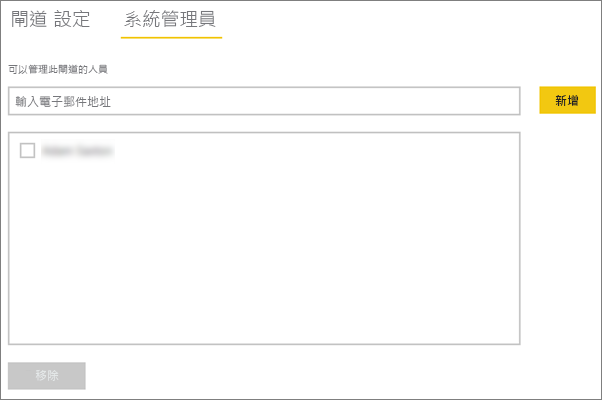 閘道 設定
系統管理員
可以管理此閘道的人員
輸入電子郵件地址
新增
移除